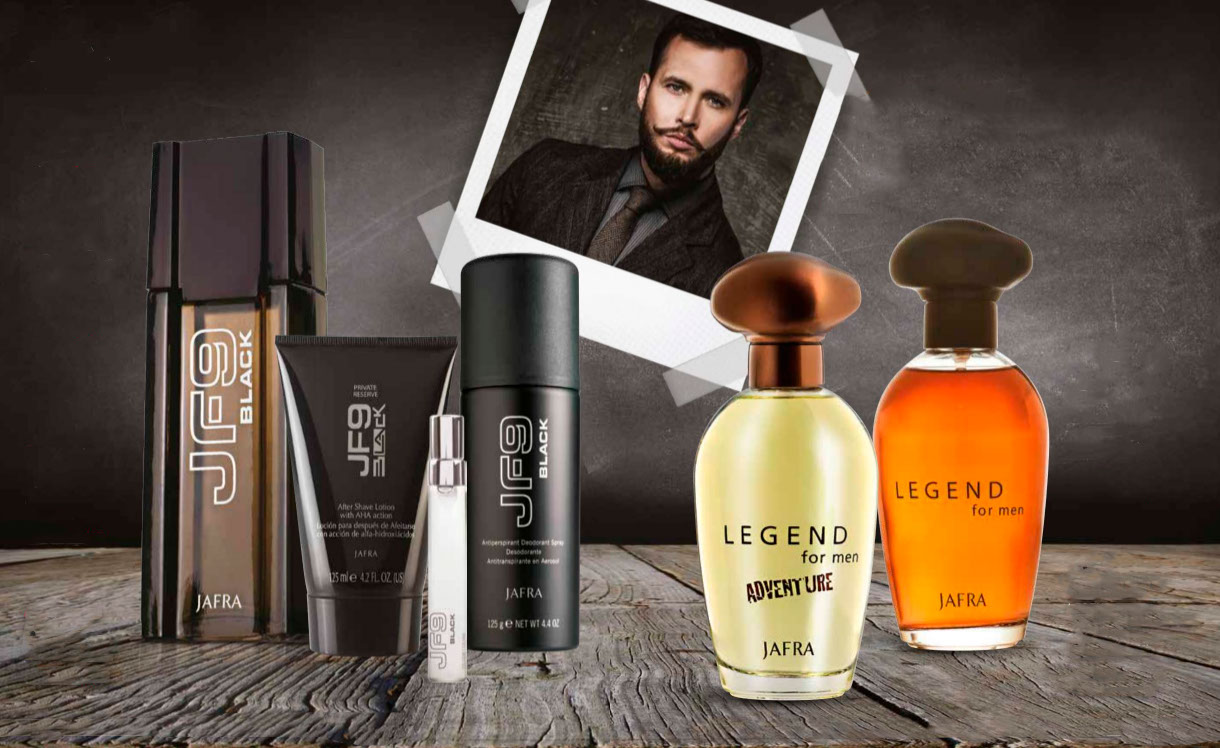 JF9
BLACK
JAFRA
PRIVATE
RESERVE
JF9
BLACK
After Shave Lotion
with AHA action
Loción para después de Afeitarse
con acción de alfa-hidroxiácidos
JAFRA
125 ml e 4.2 FL. OZ. (US)
JF9
BLACK
JF9
BLACK
Antiperspirant Deodorant Spray
Desodorante
Antitranspirante en Aerosol
JAFRA
125 g e NET WT 4.4 OZ
LEGEND
for men
ADVENTURE
JAFRA
LEGEND
for men
JAFRA